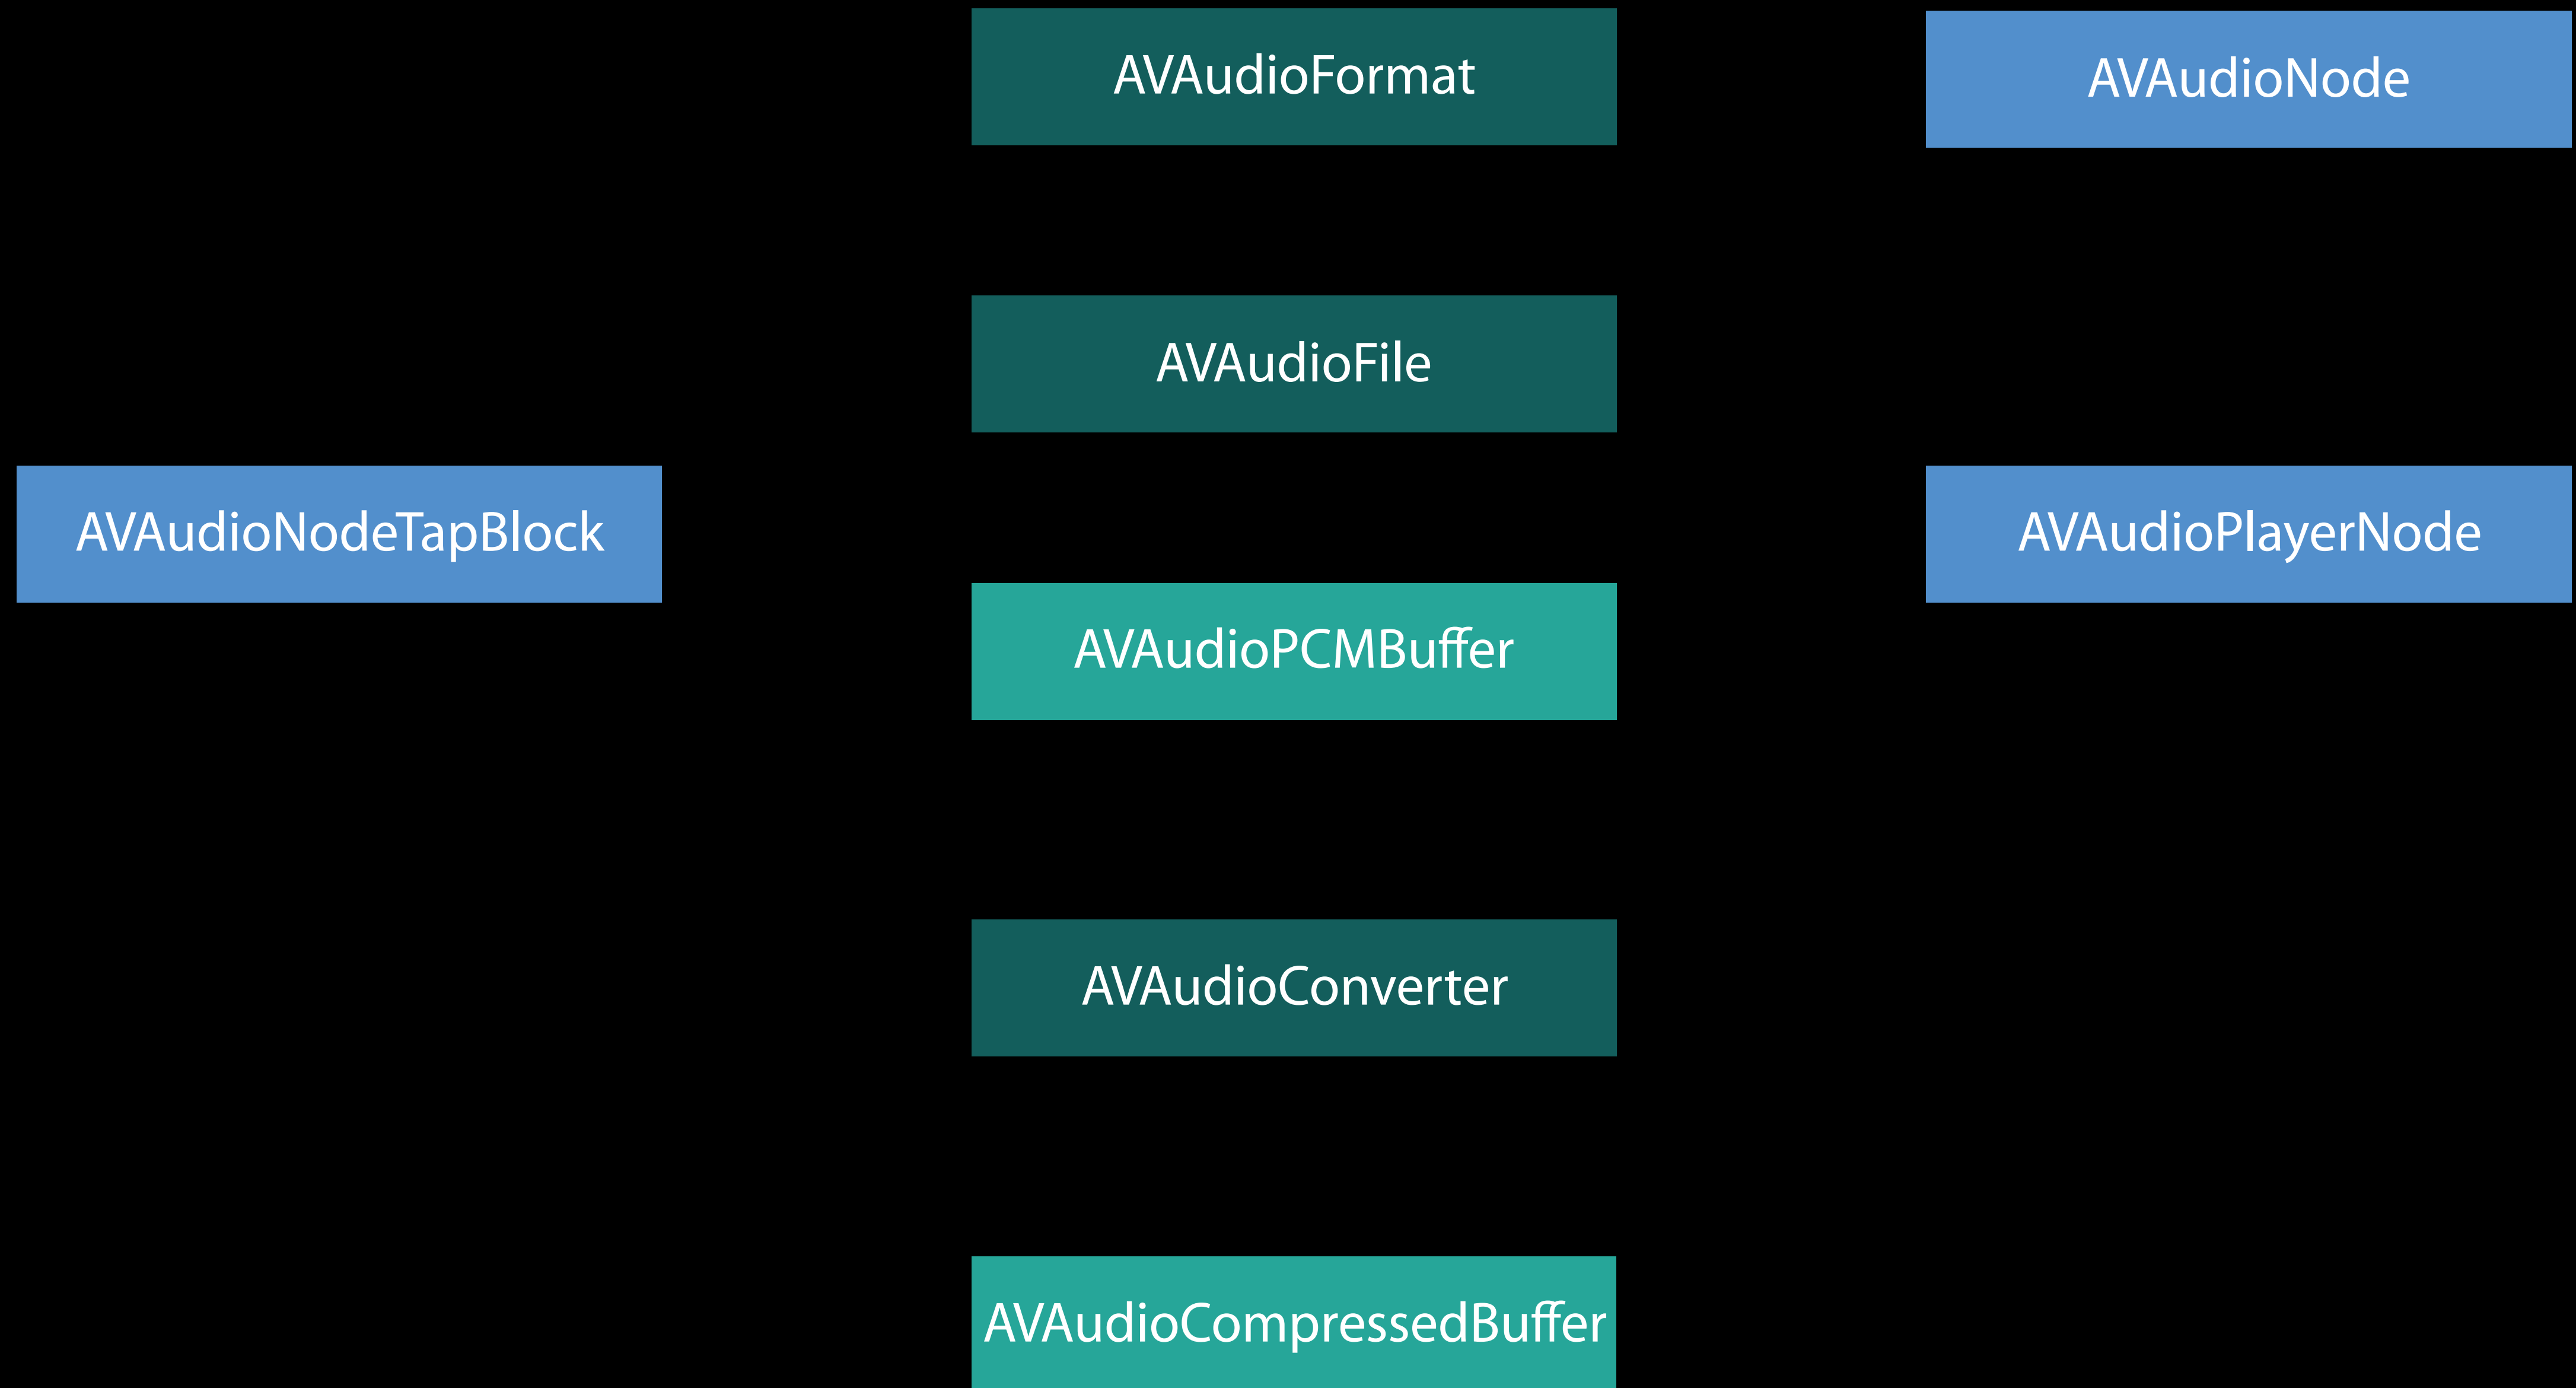 AVAudioFormat
AVAudioNode
AVAudioFile
AVAudioNodeTapBlock
AVAudioPlayerNode
AVAudioPCMBuffer
AVAudioConverter
AVAudioCompressedBuffer